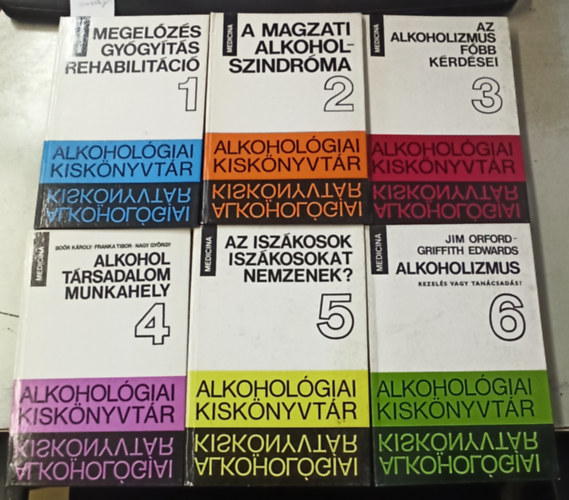 MEGELŐZÉS
GYÓGYÍTÁS
REHABILITÁCIÓ
1
ALKOHOLÓGIAI
KISKÖNYVTÁR
KISKÖNYVTÁR
ALKOHOLÓGIAI
MEDICINA
A MAGZATI
ALKOHOL-
SZINDRÓMA
2
ALKOHOLÓGIAI
KISKÖNYVTÁR
KISKÖNYVTÁR
ALKOHOLÓGIAI
MEDICINA
AZ
ALKOHOLIZMUS
FŐBB
KÉRDÉSEI
3
ALKOHOLÓGIAI
KISKÖNYVTÁR
KISKÖNYVTÁR
ALKOHOLÓGIAI
MEDICINA
BOÓR KÁROLY· FRANKA TIBOR· NAGY GYÖRGY
ALKOHOL
TÁRSADALOM
MUNKAHELY
4
ALKOHOLÓGIAI
KISKÖNYVTÁR
KISKÖNYVTÁR
ALKOHOLÓGIAI
MEDICINA
AZ ISZÁKOSOK
ISZÁKOSOKAT
NEMZENEK?
5
ALKOHOLÓGIAI
KISKÖNYVTÁR
KISKÖNYVTÁR
ALKOHOLÓGIAI
MEDICINA
JIM ORFORD-
GRIFFITH EDWARDS
ALKOHOLIZMUS
KEZELÉS VAGY TANÁCSADÁS?
6
ALKOHOLÓGIAI
KISKÖNYVTÁR
KISKÖNYVTÁR
ALKOHOLÓGIAI